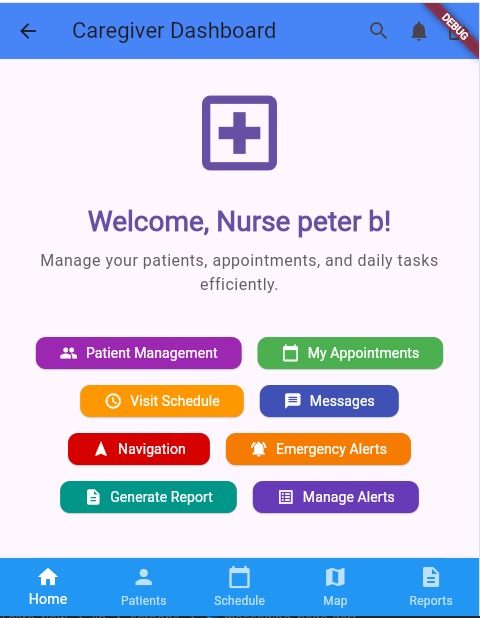 Caregiver Dashboard
DEBUG
Welcome, Nurse peter b!
Manage your patients, appointments, and daily tasks
efficiently.
Patient Management
My Appointments
Visit Schedule
Messages
Navigation
Emergency Alerts
Generate Report
Manage Alerts
Home
Patients
Schedule
Map
Reports